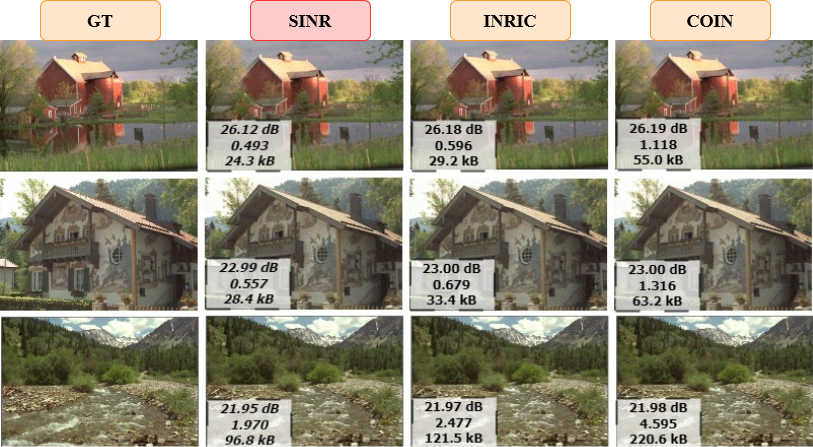 GT
SINR
INRIC
COIN
26.12 dB
0.493
24.3 kB
26.18 dB
0.596
29.2 kB
26.19 dB
1.118
55.0 kB
22.99 dB
0.557
28.4 kB
23.00 dB
0.679
33.4 kB
23.00 dB
1.316
63.2 kB
21.95 dB
1.970
96.8 kB
21.97 dB
2.477
121.5 kB
21.98 dB
4.595
220.6 kB